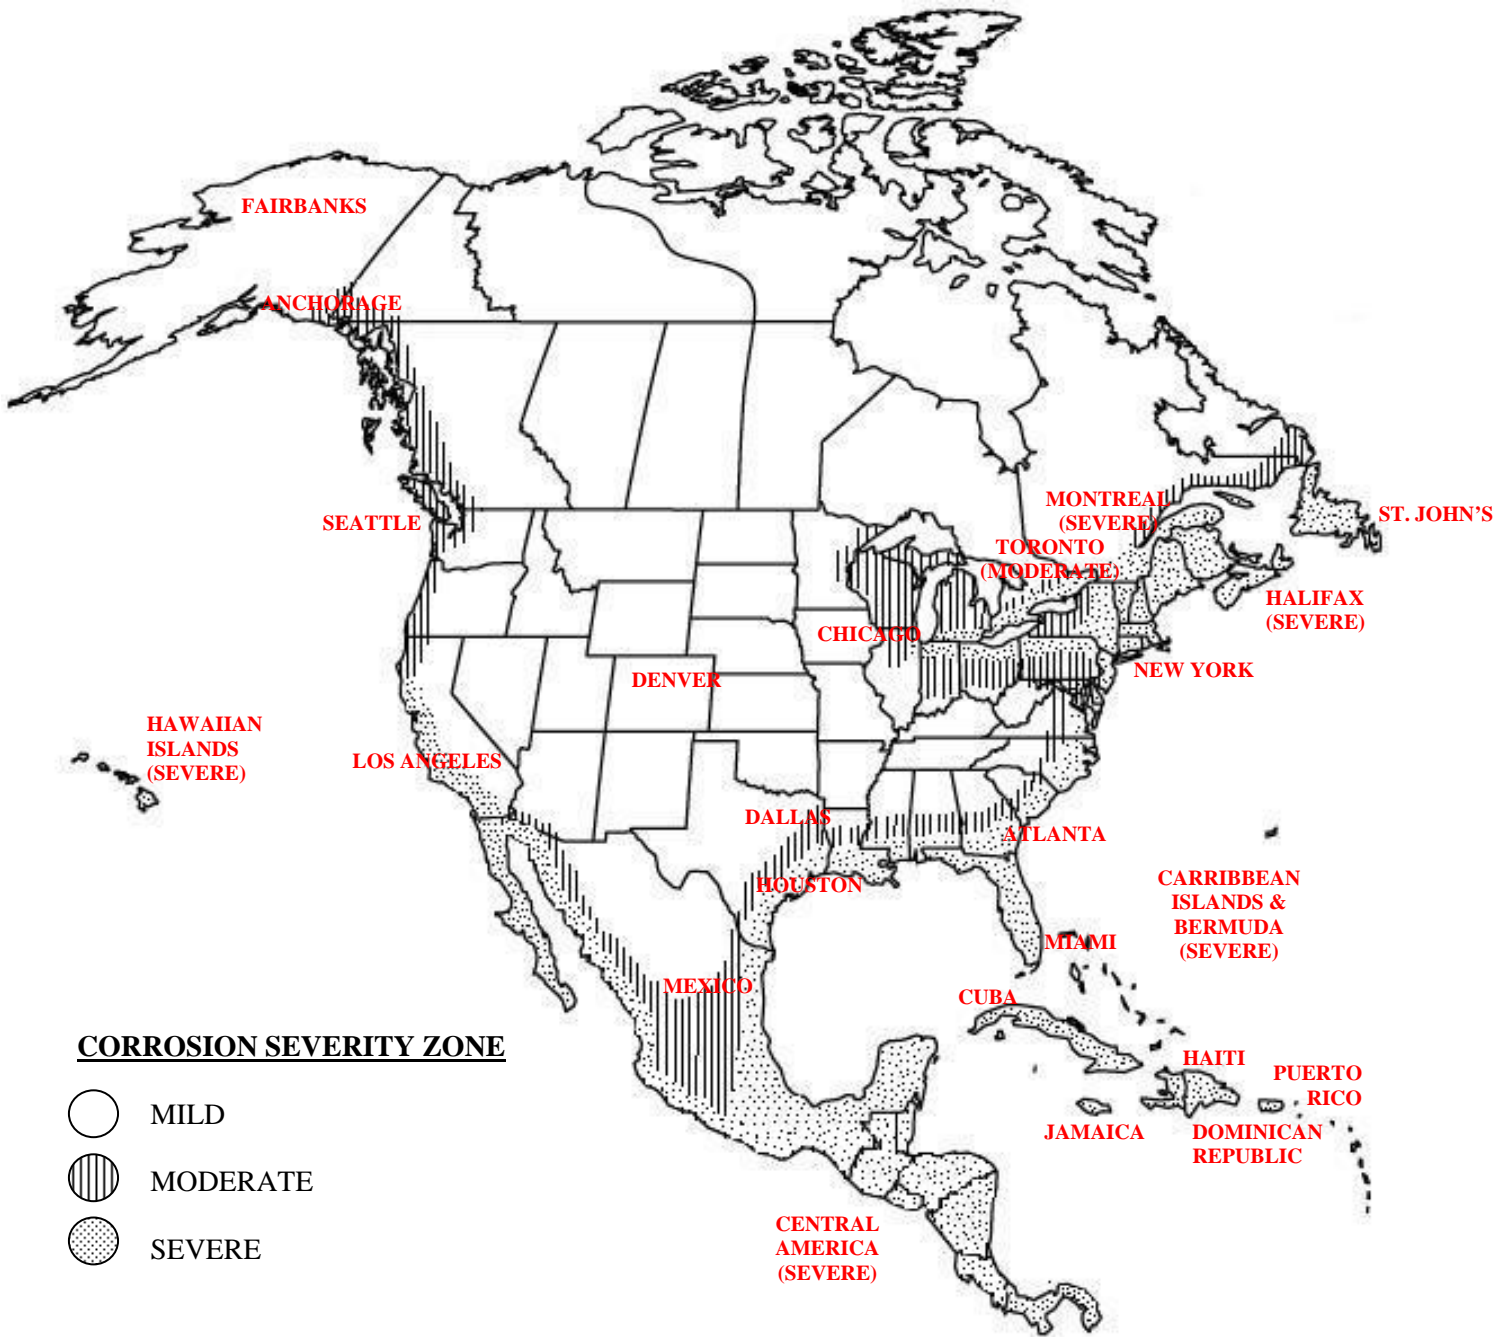 FAIRBANKS
ANCHORAGE
SEATTLE
MONTREAL
(SEVERE)
ST. JOHN'S
TORONTO
(MODERATE)
HALIFAX
(SEVERE)
CHICAGO
NEW YORK
DENVER
HAWAIIAN
ISLANDS
(SEVERE)
LOS ANGELES
DALLAS
ATLANTA
HOUSTON
CARRIBBEAN
ISLANDS &
BERMUDA
(SEVERE)
MIAMI
MEXICO
CUBA
HAITI
PUERTO
RICO
JAMAICA
DOMINICAN
REPUBLIC
CENTRAL
AMERICA
(SEVERE)
CORROSION SEVERITY ZONE
MILD
MODERATE
SEVERE